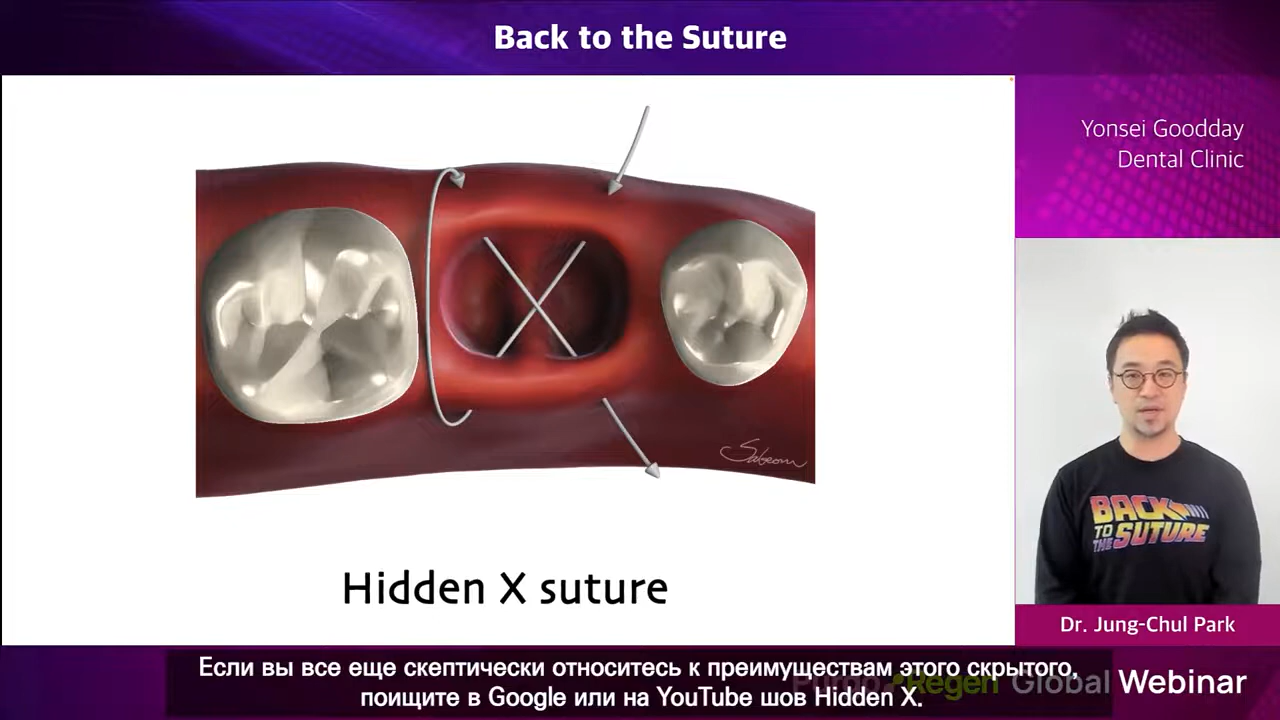 Back to the Suture
Yonsei Goodday
Dental Clinic
Hidden X suture
BACK
TO
THE SUTURE
Dr. Jung-Chul Park
Если вы все еще скептически относитесь к преимуществам этого скрытого,
поищите в Google или на YouTube шов Hidden X.
Regen Global Webinar